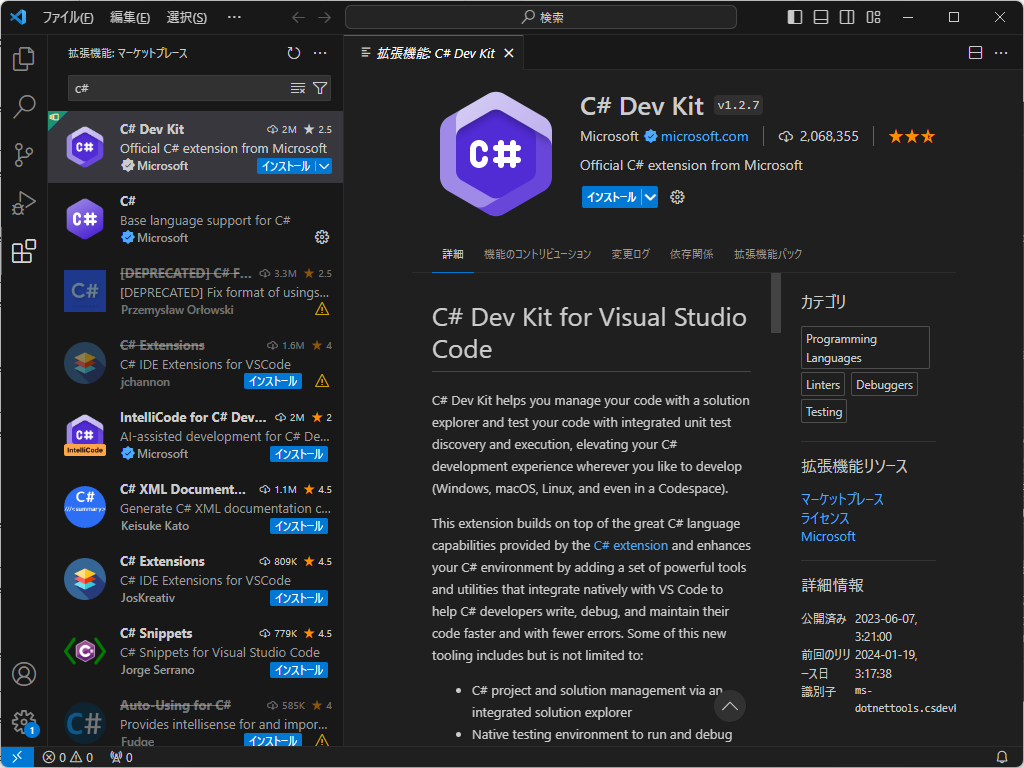 ファイル(F) 編集(E) 選択(S) … 検索
拡張機能: マーケットプレース
c#
C# Dev Kit 2M 2.5
Official C# extension from Microsoft
Microsoft インストール
C#
Base language support for C#
Microsoft
C#
[DEPRECATED] C# F... 3.3M 2.5
[DEPRECATED] Fix format of usings...
Przemyslaw Orłowski
C# Extensions 1.6M 4
C# IDE Extensions for VSCode
jchannon インストール
C#
IntelliCode
IntelliCode for C# Dev... 2M 2
AI-assisted development for C# De...
Microsoft インストール
C#
///<summary>
C# XML Document... 1.1M 4.5
Generate C# XML documentation c...
Keisuke Kato インストール
C# Extensions 809K 4.5
C# IDE Extensions for VSCode
JosKreativ インストール
C# Snippets 779K 4.5
C# Snippets for Visual Studio Code
Jorge Serrano インストール
C#
Auto-Using for C# 585K 4
Provides intellisense for and impor...
Fudge インストール
拡張機能: C# Dev Kit
C#
C# Dev Kit v1.2.7
Microsoft microsoft.com 2,068,355
Official C# extension from Microsoft
インストール
詳細 機能のコントリビューション 変更ログ 依存関係 拡張機能パック
C# Dev Kit for Visual Studio
Code
C# Dev Kit helps you manage your code with a solution
explorer and test your code with integrated unit test
discovery and execution, elevating your C#
development experience wherever you like to develop
(Windows, macOS, Linux, and even in a Codespace).
This extension builds on top of the great C# language
capabilities provided by the C# extension and enhances
your C# environment by adding a set of powerful tools
and utilities that integrate natively with VS Code to
help C# developers write, debug, and maintain their
code faster and with fewer errors. Some of this new
tooling includes but is not limited to:
• C# project and solution management via an
integrated solution explorer
• Native testing environment to run and debug
カテゴリ
Programming
Languages
Linters Debuggers
Testing
拡張機能リソース
マーケットプレース
ライセンス
Microsoft
詳細情報
公開済み 2023-06-07,
3:21:00
前回のリリ 2024-01-19,
ース日 3:17:38
識別子 ms-
dotnettools.csdevk
1
0 0 0